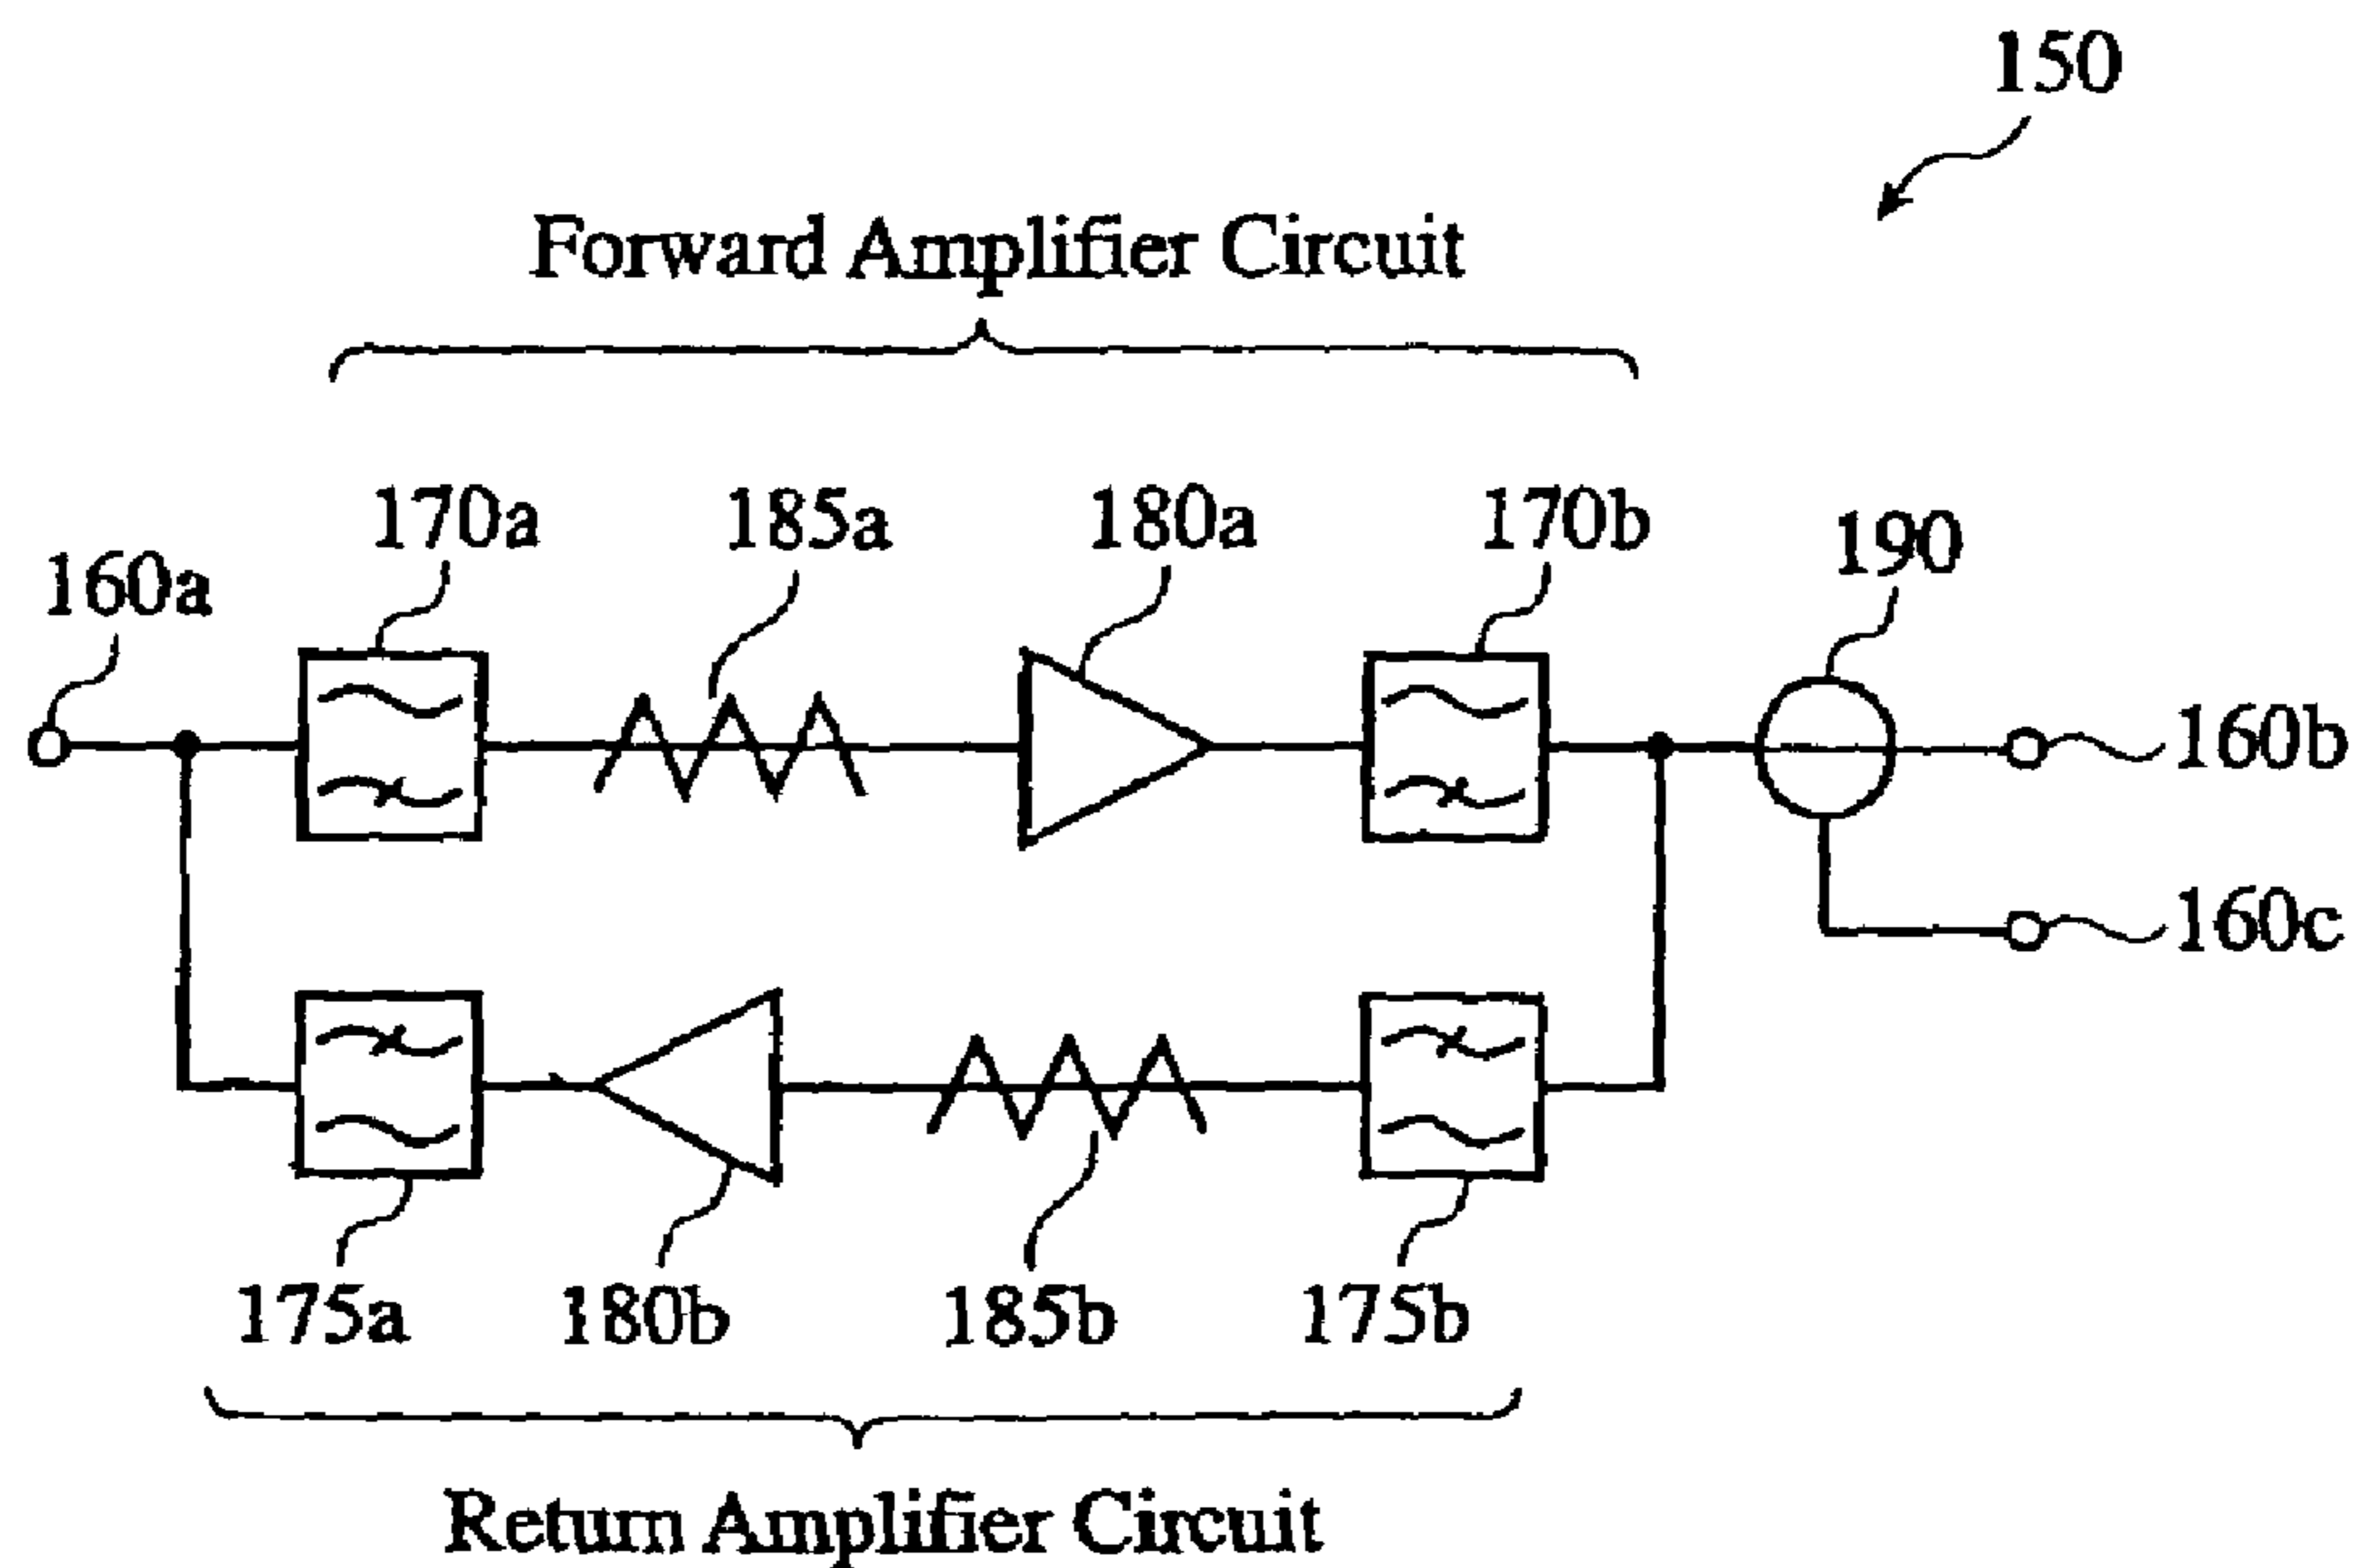 150
Forward Amplifier Circuit
170a
185a
180a
170b
190
160a
160b
160c
175a
180b
185b
175b
Return Amplifier Circuit